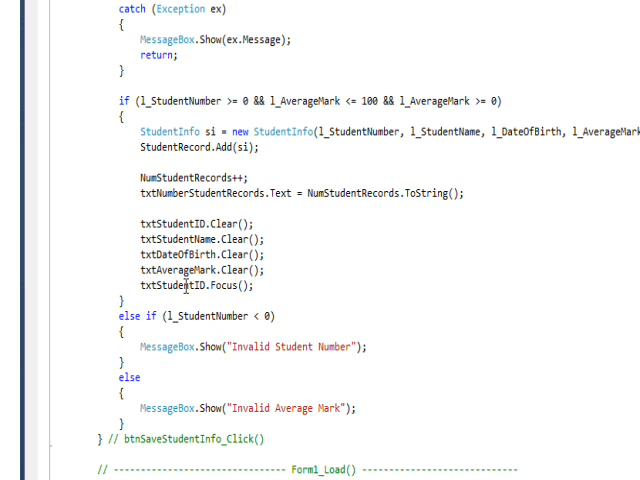 catch (Exception ex)
{
MessageBox.Show(ex.Message);
return;
}
if (l_StudentNumber >= 0 && l_AverageMark <= 100 && l_AverageMark >= 0)
{
StudentInfo si = new StudentInfo(l_StudentNumber, l_StudentName, l_DateOfBirth, l_AverageMark
StudentRecord.Add(si);
NumStudentRecords++;
txtNumberStudentRecords.Text = NumStudentRecords.ToString();
txtStudentID.Clear();
txtStudentName.Clear();
txtDateOfBirth.Clear();
txtAverageMark.Clear();
txtStudentID.Focus();
}
else if (l_StudentNumber < 0)
{
MessageBox.Show("Invalid Student Number");
}
else
{
MessageBox.Show("Invalid Average Mark");
}
} // btnSaveStudentInfo_Click()
// -------------------------------- Form1_Load() -----------------------------